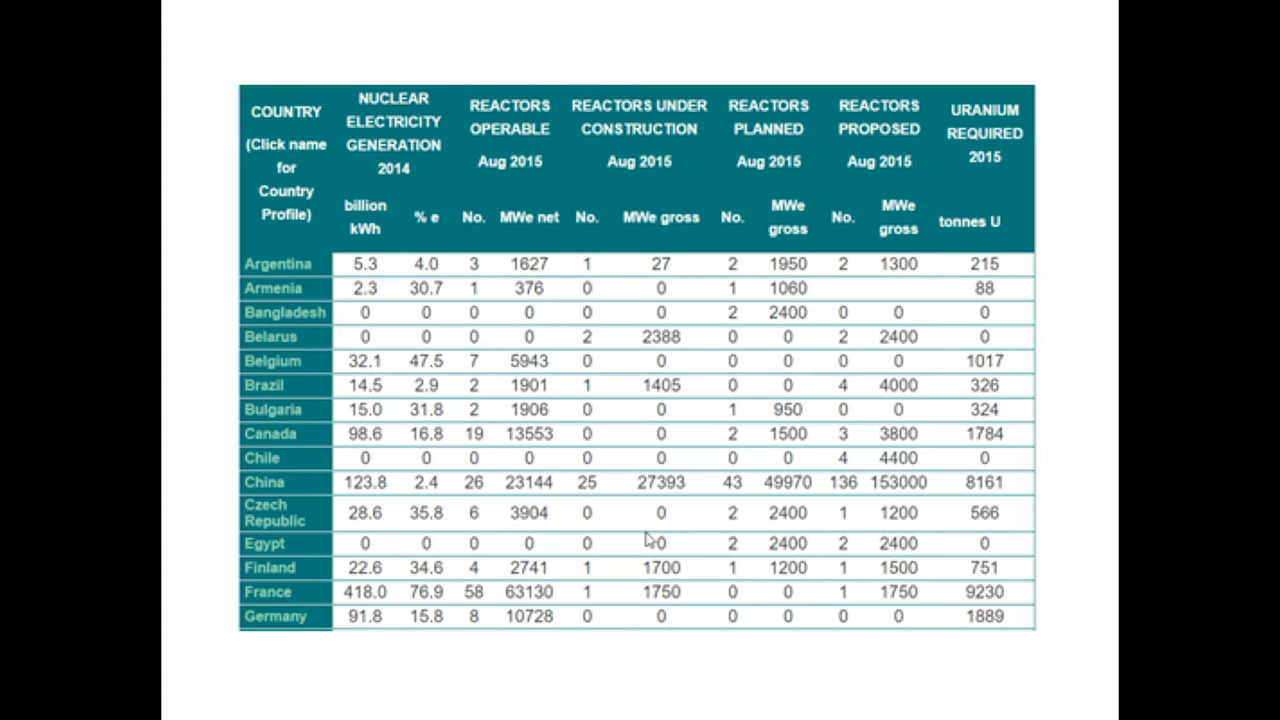 COUNTRY
(Click name
for
Country
Profile)
NUCLEAR
ELECTRICITY
GENERATION
2014
REACTORS
OPERABLE
Aug 2015
REACTORS UNDER
CONSTRUCTION
Aug 2015
REACTORS
PLANNED
Aug 2015
REACTORS
PROPOSED
Aug 2015
URANIUM
REQUIRED
2015
billion
kWh
% e
No.
MWe net
No.
MWe gross
No.
MWe
gross
No.
MWe
gross
tonnes U
Argentina 5.3 4.0 3 1627 1 27 2 1950 2 1300 215
Armenia 2.3 30.7 1 376 0 0 1 1060 88
Bangladesh 0 0 0 0 0 0 2 2400 0 0 0
Belarus 0 0 0 0 2 2388 0 0 2 2400 0
Belgium 32.1 47.5 7 5943 0 0 0 0 0 0 1017
Brazil 14.5 2.9 2 1901 1 1405 0 0 4 4000 326
Bulgaria 15.0 31.8 2 1906 0 0 1 950 0 0 324
Canada 98.6 16.8 19 13553 0 0 2 1500 3 3800 1784
Chile 0 0 0 0 0 0 0 0 4 4400 0
China 123.8 2.4 26 23144 25 27393 43 49970 136 153000 8161
Czech
Republic 28.6 35.8 6 3904 0 0 2 2400 1 1200 566
Egypt 0 0 0 0 0 0 2 2400 2 2400 0
Finland 22.6 34.6 4 2741 1 1700 1 1200 1 1500 751
France 418.0 76.9 58 63130 1 1750 0 0 1 1750 9230
Germany 91.8 15.8 8 10728 0 0 0 0 0 0 1889